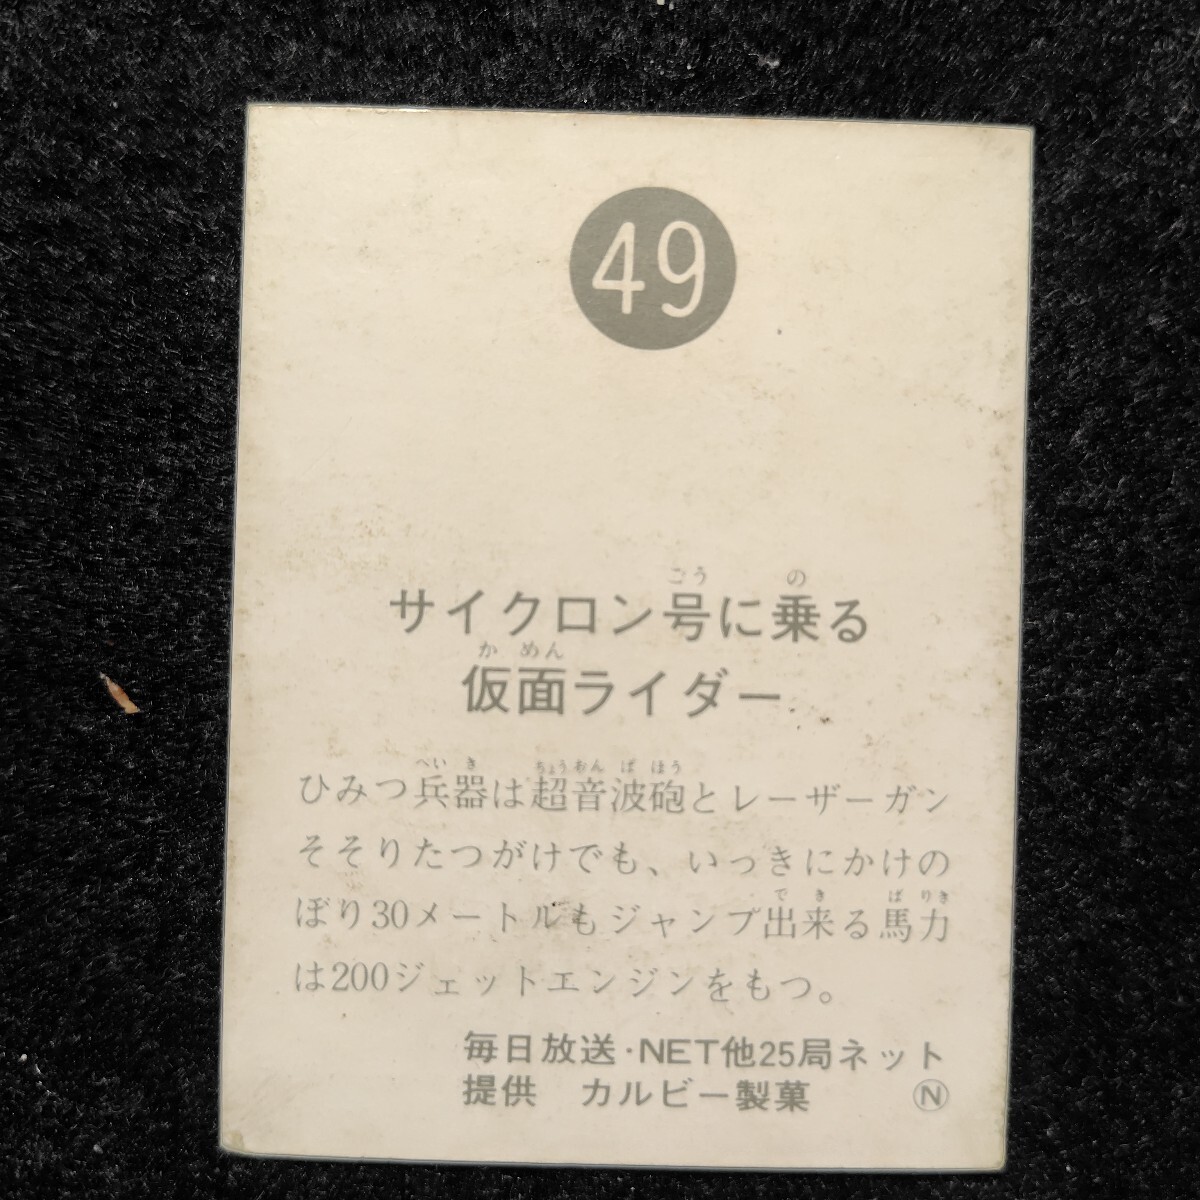 49
サイクロン号に乗る
仮面ライダー
ひみつ兵器は超音波砲とレーザーガン
そそりたつがけでも、いっきにかけの
ぼり30メートルもジャンプ出来る馬力
は200ジェットエンジンをもつ。
毎日放送・NET他25局ネット
提供 カルビー製菓 Ⓝ